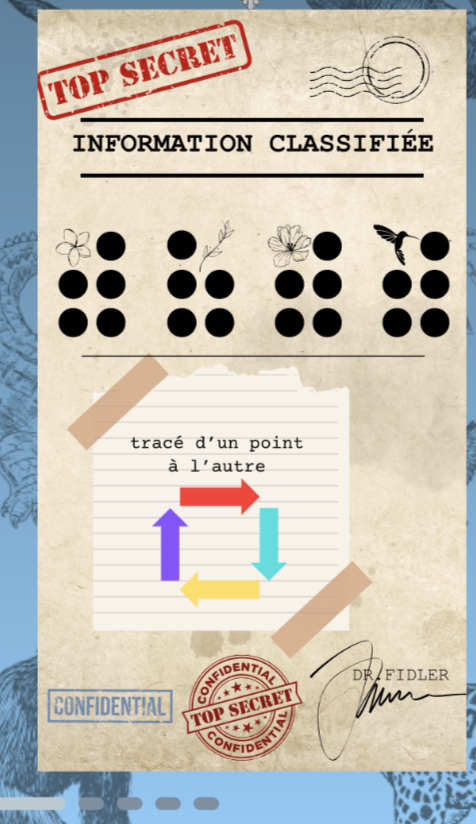 TOP SECRET
INFORMATION CLASSIFIÉE
tracé d'un point
à l'autre
CONFIDENTIAL
CONFIDENTIAL
TOP SECRET
CONFIDENTIAL
DR.FIDLER